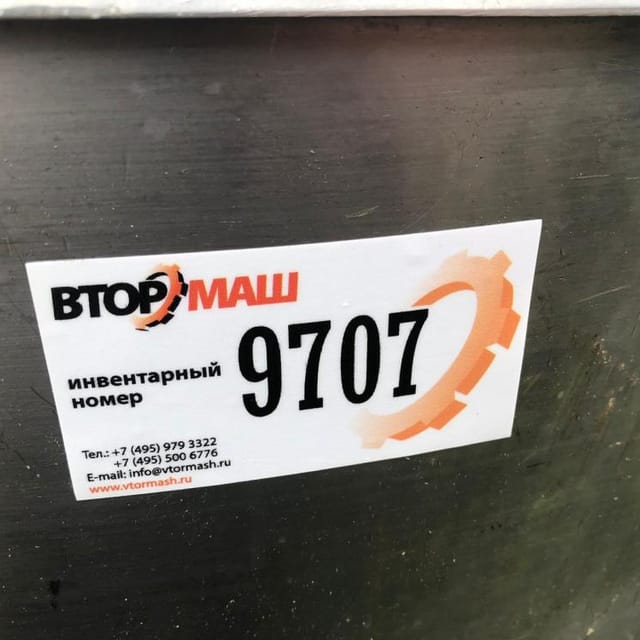 ВТОРМАШ
инвентарный
номер
9707
Тел.: +7 (495) 979 3322
+7 (495) 500 6776
E-mail: info@vtormash.ru
www.vtormash.ru